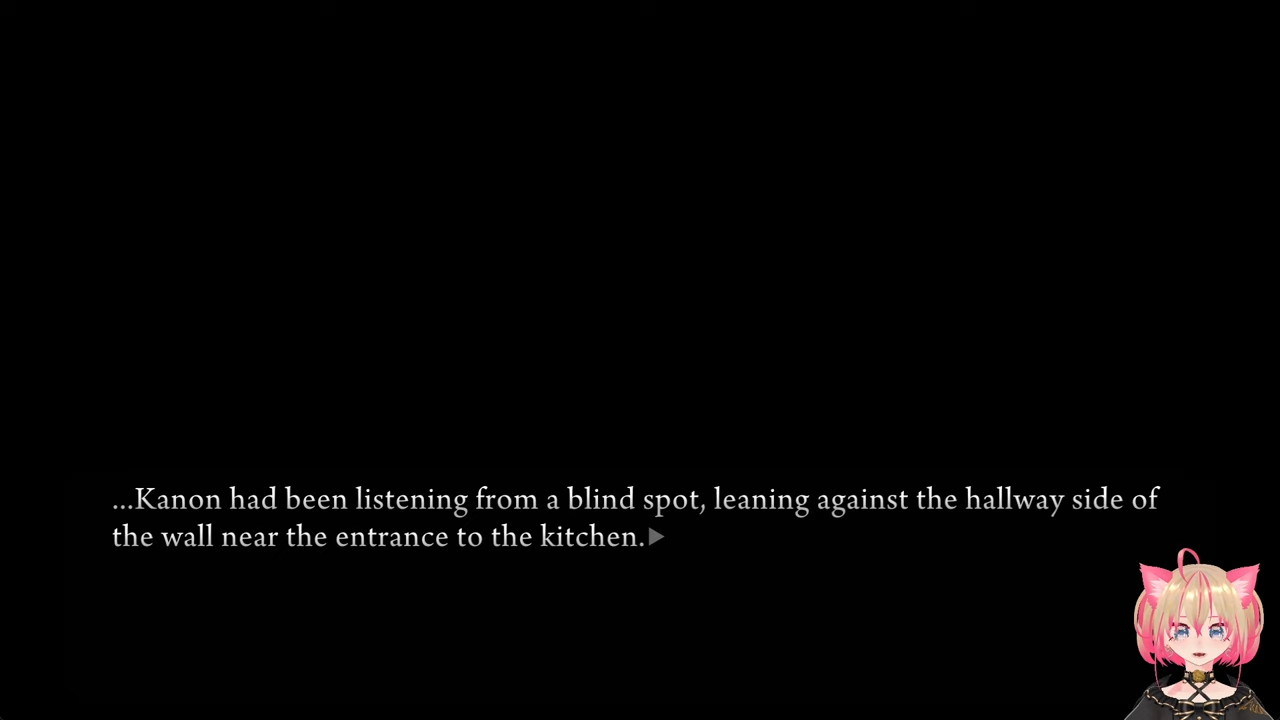 ...Kanon had been listening from a blind spot, leaning against the hallway side of
the wall near the entrance to the kitchen.